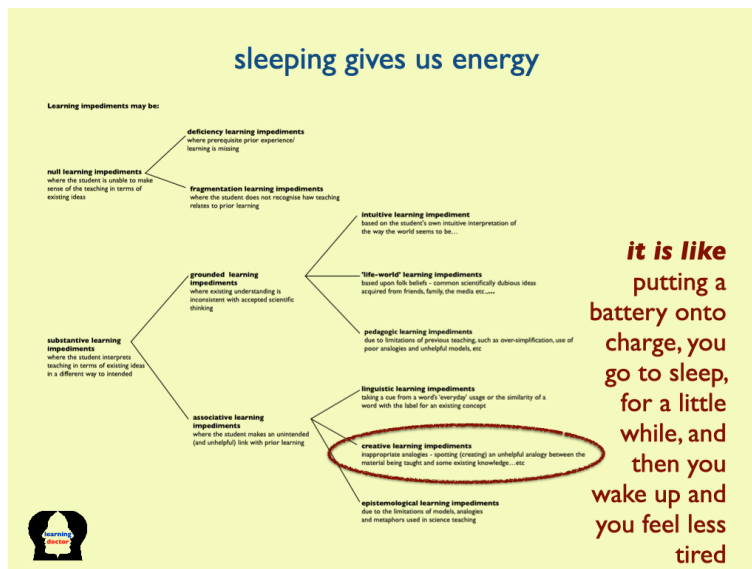 sleeping gives us energy
Learning impediments may be:
deficiency learning impediments
where prerequisite prior experience/
learning is missing
null learning impediments
where the student is unable to make
sense of the teaching in terms of
existing ideas
fragmentation learning impediments
where the student does not recognise haw teaching
relates to prior learning
intuitive learning impediment
based on the student's own intuitive interpretation of
the way the world seems to be…
grounded learning
impediments
where existing understanding is
inconsistent with accepted scientific
thinking
'life-world' learning impediments
based upon folk beliefs - common scientifically dubious ideas
acquired from friends, family, the media etc .....
pedagogic learning impediments
due to limitations of previous teaching, such as over-simplification, use of
poor analogies and unhelpful models, etc
substantive learning
impediments
where the student interprets
teaching in terms of existing ideas
in a different way to intended
linguistic learning impediments
taking a cue from a word's 'everyday' usage or the similarity of a
word with the label for an existing concept
associative learning
impediments
where the student makes an unintended
(and unhelpful) link with prior learning
creative learning impediments
inappropriate analogies - spotting (creating) an unhelpful analogy between the
material being taught and some existing knowledge…etc
epistemological learning impediments
due to the limitations of models, analogies
and metaphors used in science teaching
it is like
putting a
battery onto
charge, you
go to sleep,
for a little
while, and
then you
wake up and
you feel less
tired
learning
doctor